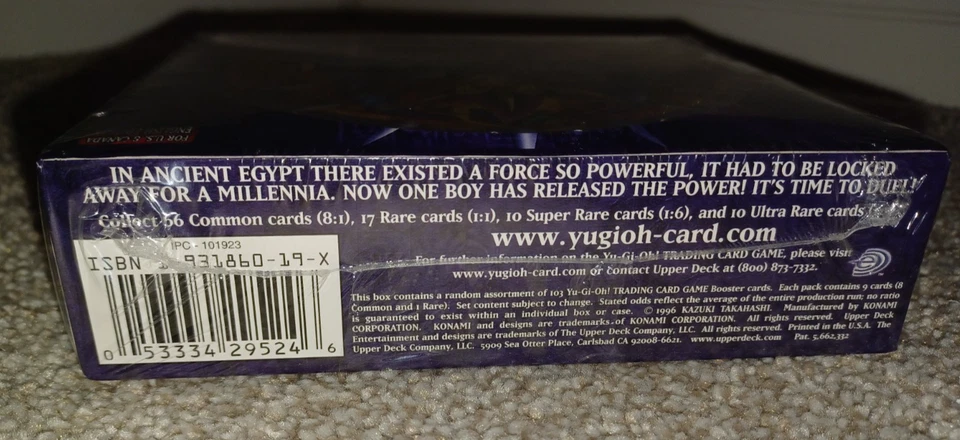 FOR U.S. & CANADA
IN ANCIENT EGYPT THERE EXISTED A FORCE SO POWERFUL, IT HAD TO BE LOCKED
AWAY FOR A MILLENNIA. NOW ONE BOY HAS RELEASED THE POWER! IT'S TIME TO DUEL!
Collect 66 Common cards (8:1), 17 Rare cards (1:1), 10 Super Rare cards (1:6), and 10 Ultra Rare cards
www.yugioh-card.com
For further information on the Yu-Gi-Oh! TRADING CARD GAME, please visit
www.yugioh-card.com or contact Upper Deck at (800) 873-7332.
IPC - 101923
ISBN 1 931860-19-X
0 53334 29524 6
This box contains a random assortment of 103 Yu-Gi-Oh! TRADING CARD GAME Booster cards. Each pack contains 9 cards (8
Common and 1 Rare). Set content subject to change. Stated odds reflect the average of the entire production run; no ratio
is guaranteed to exist within an individual box or case. © 1996 KAZUKI TAKAHASHI. Manufactured by KONAMI
CORPORATION. KONAMI and designs are trademarks of KONAMI CORPORATION. All rights reserved. Upper Deck
Entertainment and designs are trademarks of The Upper Deck Company, LLC. All rights reserved. Printed in the U.S.A. The
Upper Deck Company, LLC. 5909 Sea Otter Place, Carlsbad CA 92008-6621. www.upperdeck.com Pat. 5,662,332